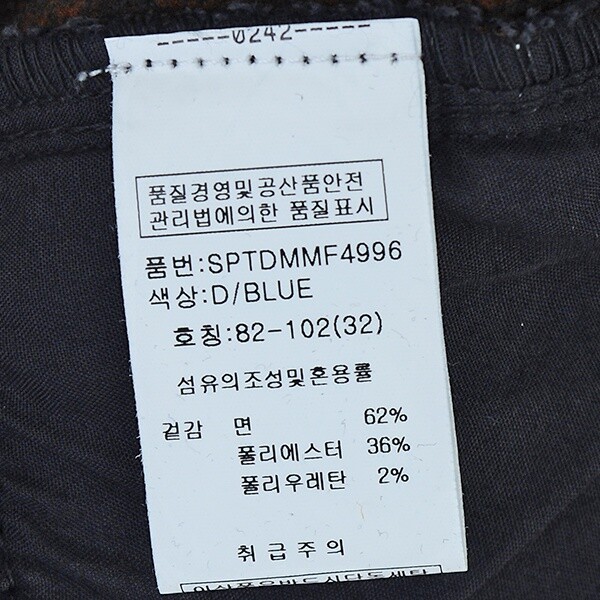 -----0242-----
품질경영및공산품안전
관리법에의한 품질표시
품번:SPTDMMF4996
색상:D/BLUE
호칭:82-102(32)
섬유의조성및혼용률
겉감 면 62%
폴리에스터 36%
폴리우레탄 2%
취급주의